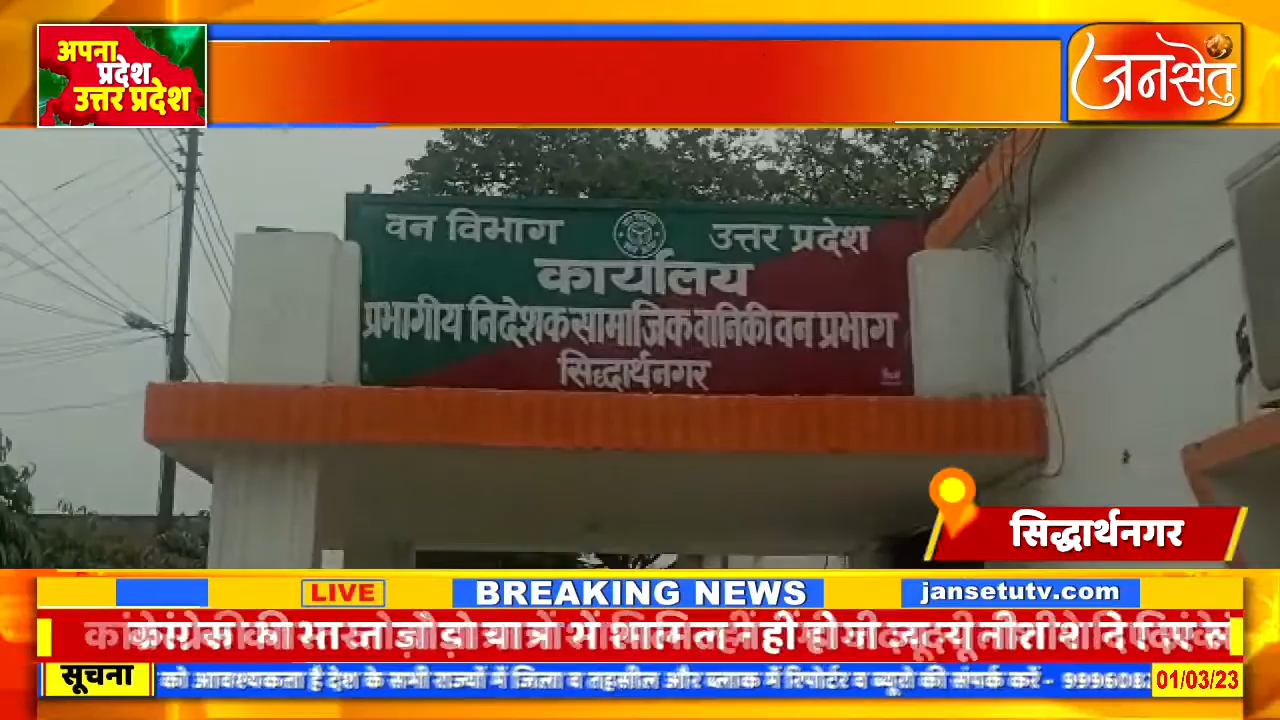 अपना
प्रदेश
उत्तर प्रदेश
जनसेतु
वन विभाग उत्तर प्रदेश
कार्यालय
प्रभागीय निदेशक सामाजिक वानिकी वन प्रभाग
सिद्धार्थनगर
सिद्धार्थनगर
LIVE BREAKING NEWS jansetutv.com
सूचना को आवश्यकता है देश के सभी राज्यों में जिला व तहसील और ब्लाक में रिपोर्टर व ब्यूरो की संपर्क करें- 01/03/23